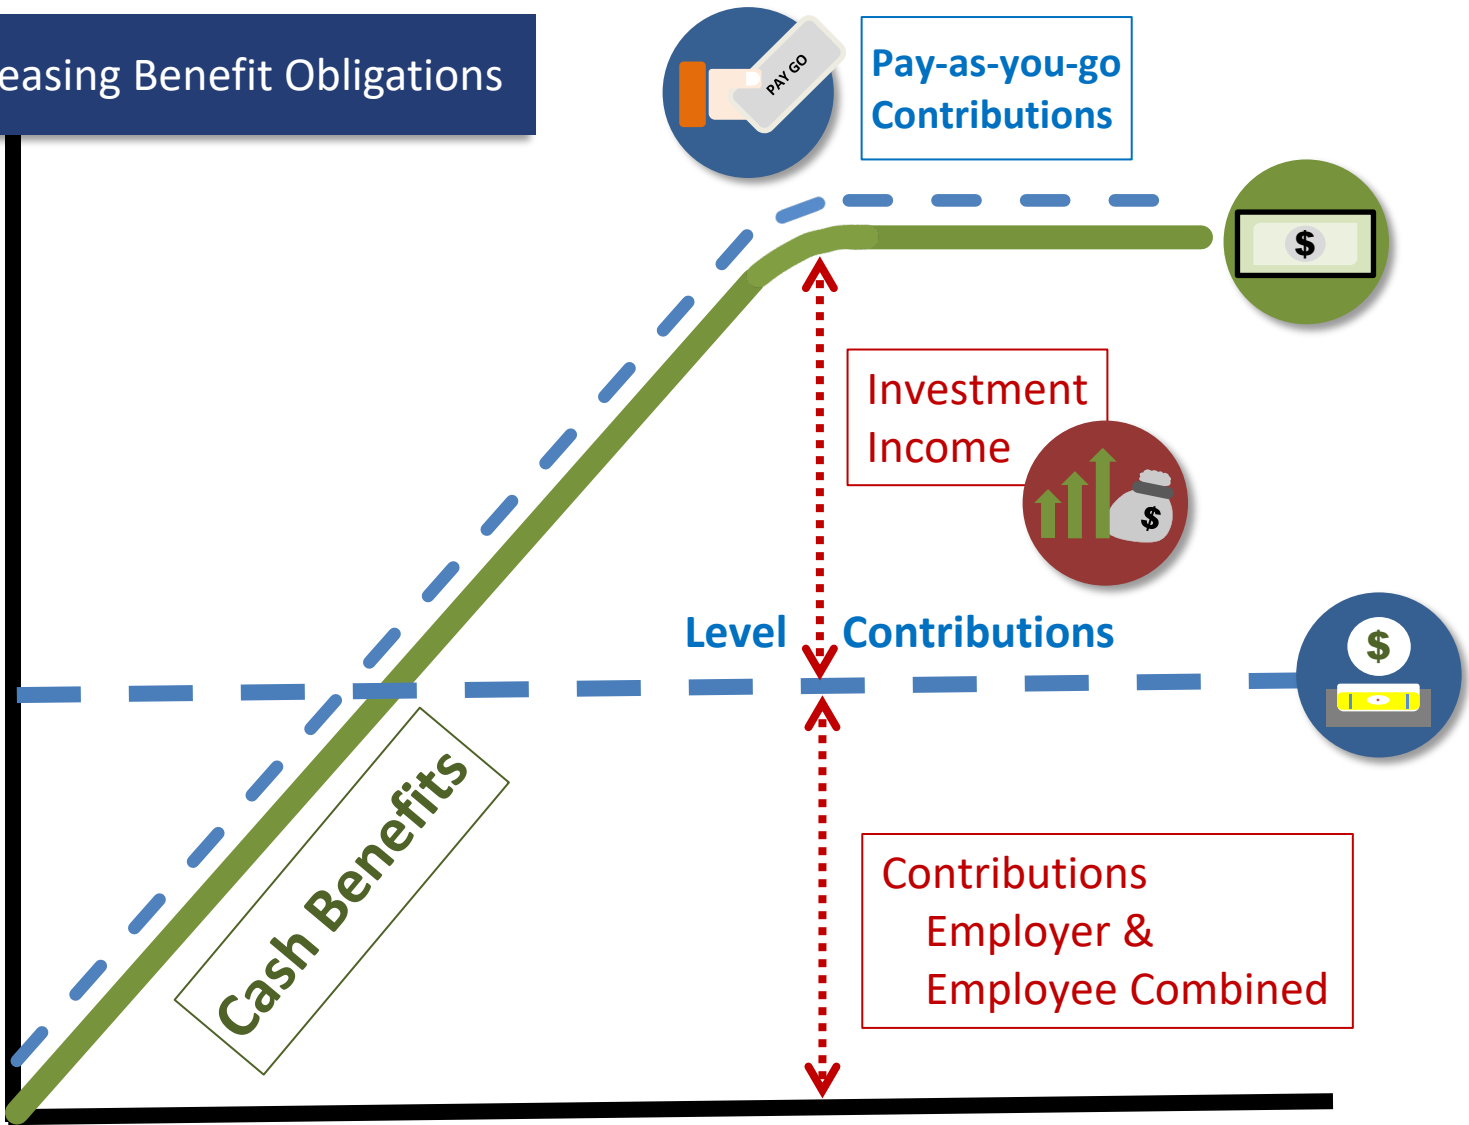 easing Benefit Obligations
PAY GO
Pay-as-you-go
Contributions
$
Investment
Income
$
Level Contributions
$
Cash Benefits
Contributions
Employer &
Employee Combined